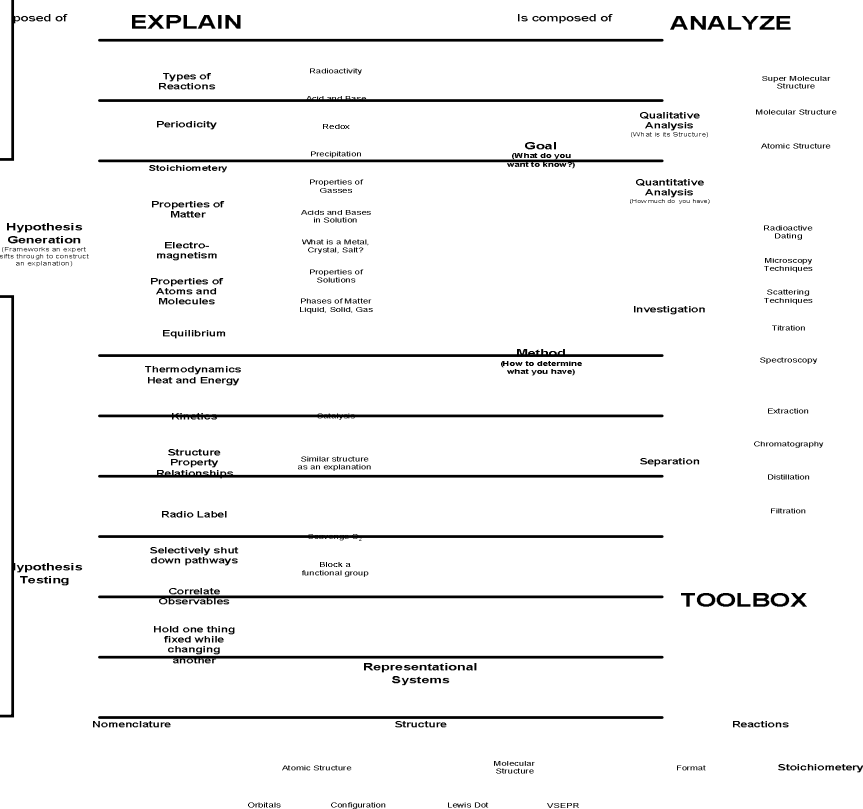 posed of
EXPLAIN
Is composed of
ANALYZE
Types of
Reactions
Radioactivity
Acid and Base
Redox
Precipitation
Periodicity
Stoichiometery
Properties of
Matter
Electro-
magnetism
Properties of
Atoms and
Molecules
Equilibrium
Thermodynamics
Heat and Energy
Kinetics
Structure
Property
Relationships
Properties of
Gasses
Acids and Bases
in Solution
What is a Metal,
Crystal, Salt?
Properties of
Solutions
Phases of Matter
Liquid, Solid, Gas
Catalysis
Similar structure
as an explanation
Hypothesis
Generation
(Frameworks an expert
sifts through to construct
an explanation)
ypothesis
Testing
Radio Label
Selectively shut
down pathways
Correlate
Observables
Hold one thing
fixed while
changing
another
Scavenge O2
Block a
functional group
Goal
(What do you
want to know?)
Method
(How to determine
what you have)
Qualitative
Analysis
(What is its Structure)
Quantitative
Analysis
(How much do you have)
Investigation
Separation
Super Molecular
Structure
Molecular Structure
Atomic Structure
Radioactive
Dating
Microscopy
Techniques
Scattering
Techniques
Titration
Spectroscopy
Extraction
Chromatography
Distillation
Filtration
TOOLBOX
Representational
Systems
Nomenclature
Structure
Reactions
Atomic Structure
Molecular
Structure
Format
Stoichiometery
Orbitals
Configuration
Lewis Dot
VSEPR